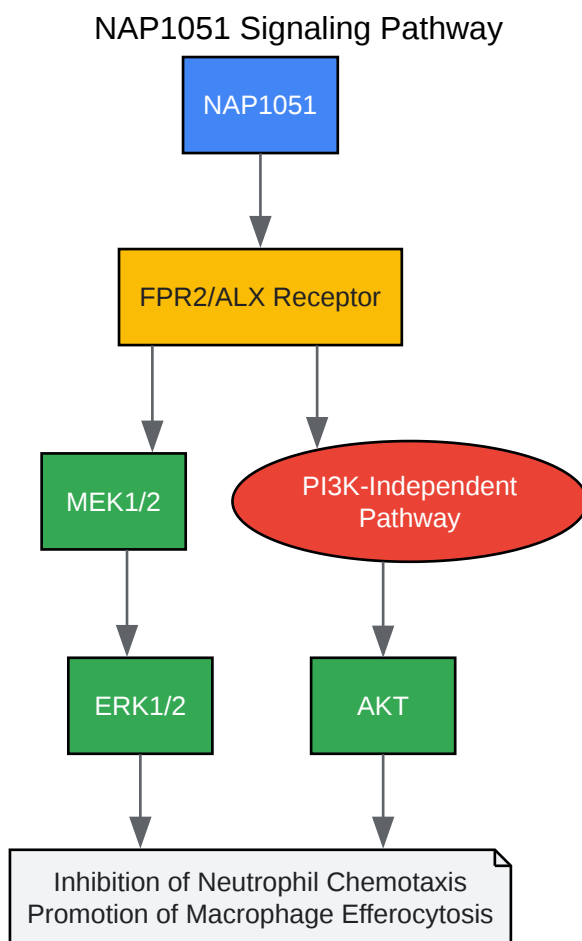 NAP1051 Signaling Pathway
NAP1051
FPR2/ALX Receptor
MEK1/2
PI3K-Independent
Pathway
ERK1/2
AKT
Inhibition of Neutrophil Chemotaxis
Promotion of Macrophage Efferocytosis